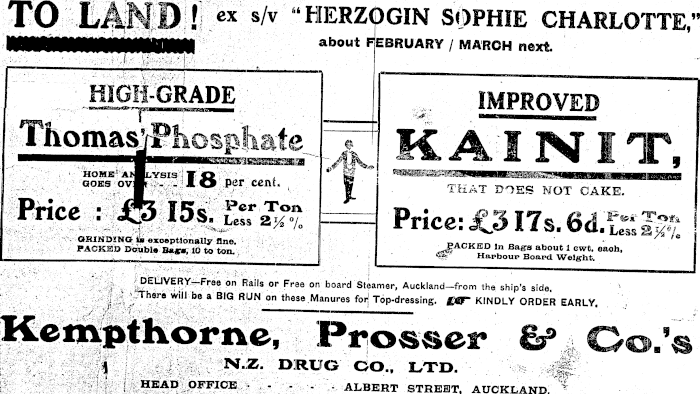 TO LAND! ex s/v "HERZOGIN SOPHIE CHARLOTTE,"
about FEBRUARY / MARCH next.
HIGH-GRADE
Thomas' Phosphate
HOME ANALYSIS
GOES OVER - - 18 per cent.
Price : £3 15s. Per Ton
Less 2½%
GRINDING is exceptionally fine.
PACKED Double Bags, 10 to ton.
IMPROVED
KAINIT,
THAT DOES NOT CAKE.
Price: £3 17s. 6d. Per Ton
Less 2½%
PACKED in Bags about 1 cwt. each,
Harbour Board Weight.
DELIVERY—Free on Rails or Free on board Steamer, Auckland—from the ship's side.
There will be a BIG RUN on these Manures for Top-dressing. KINDLY ORDER EARLY.
Kempthorne, Prosser & Co.'s
N.Z. DRUG CO., LTD.
HEAD OFFICE - - - - - ALBERT STREET, AUCKLAND.